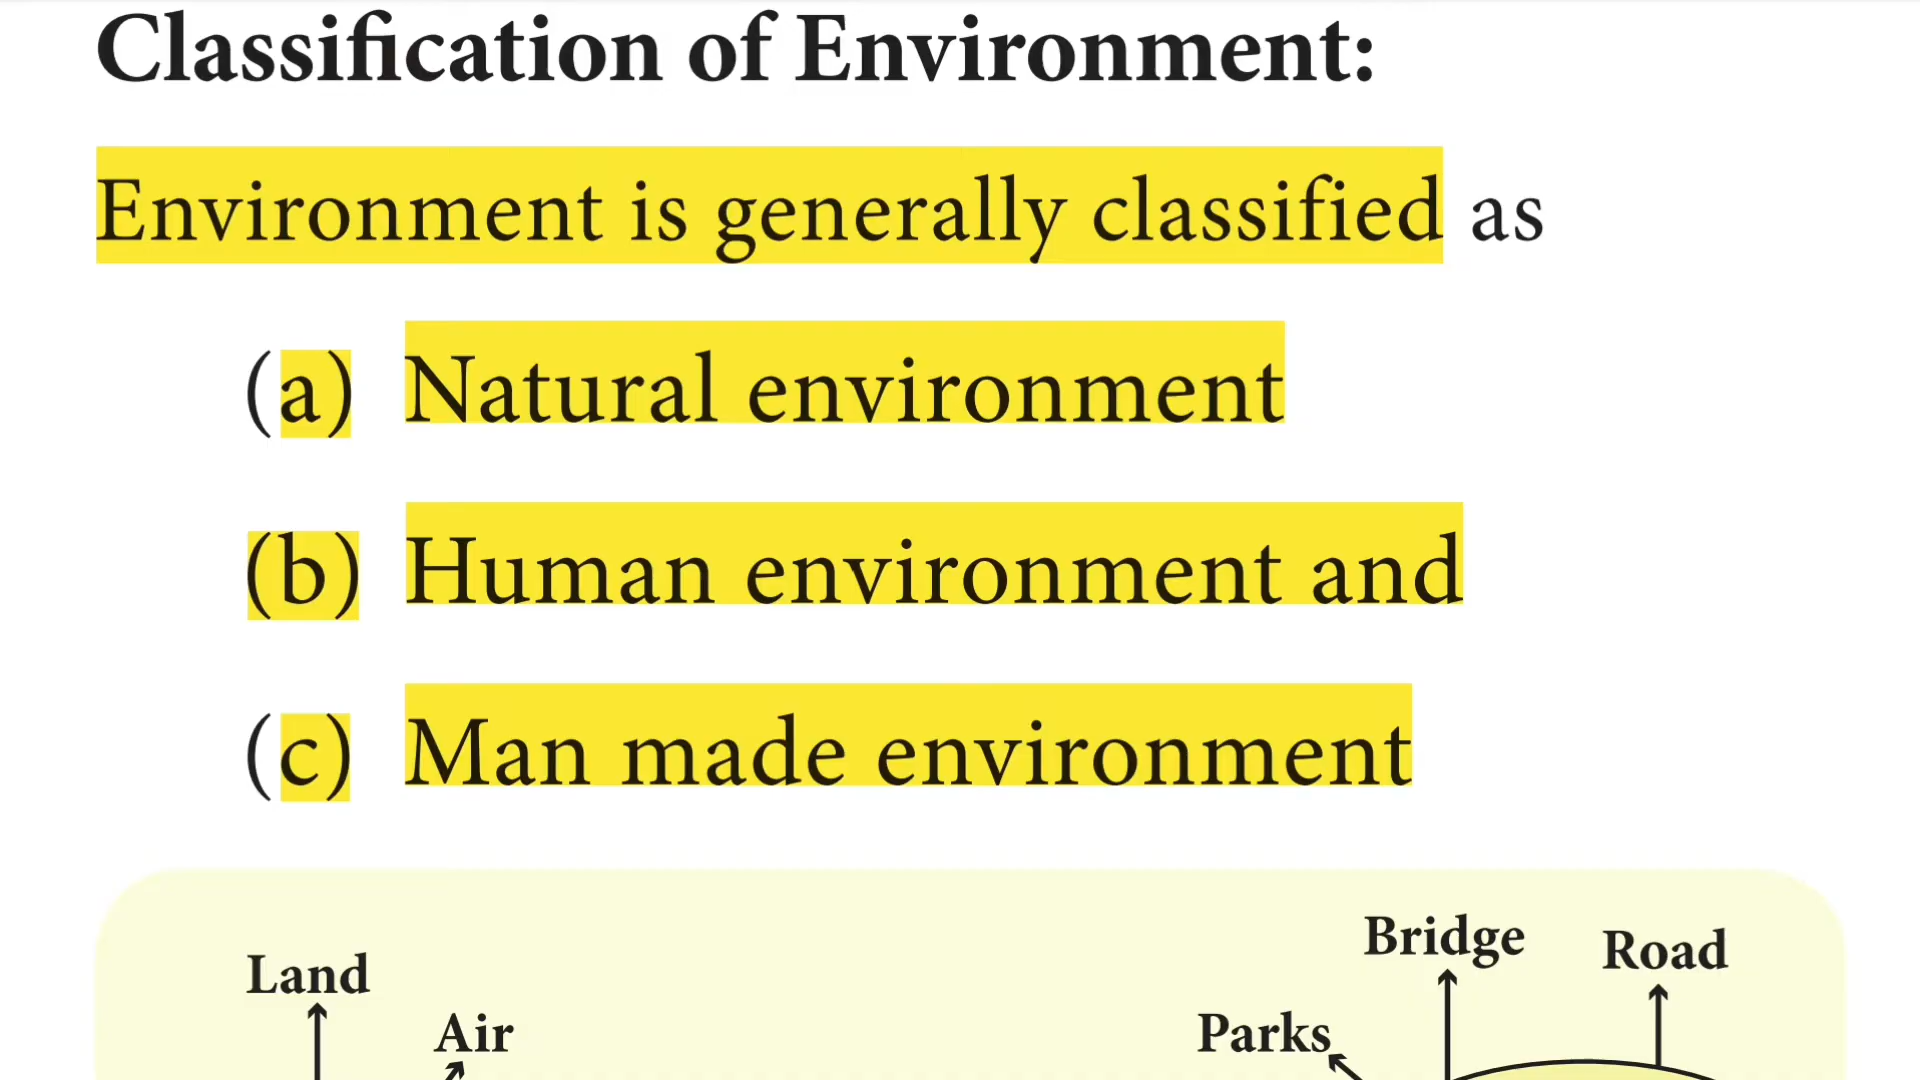 Classification of Environment:
Environment is generally classified as
(a) Natural environment
(b) Human environment and
(c) Man made environment
Bridge
Road
Land
Air
Parks